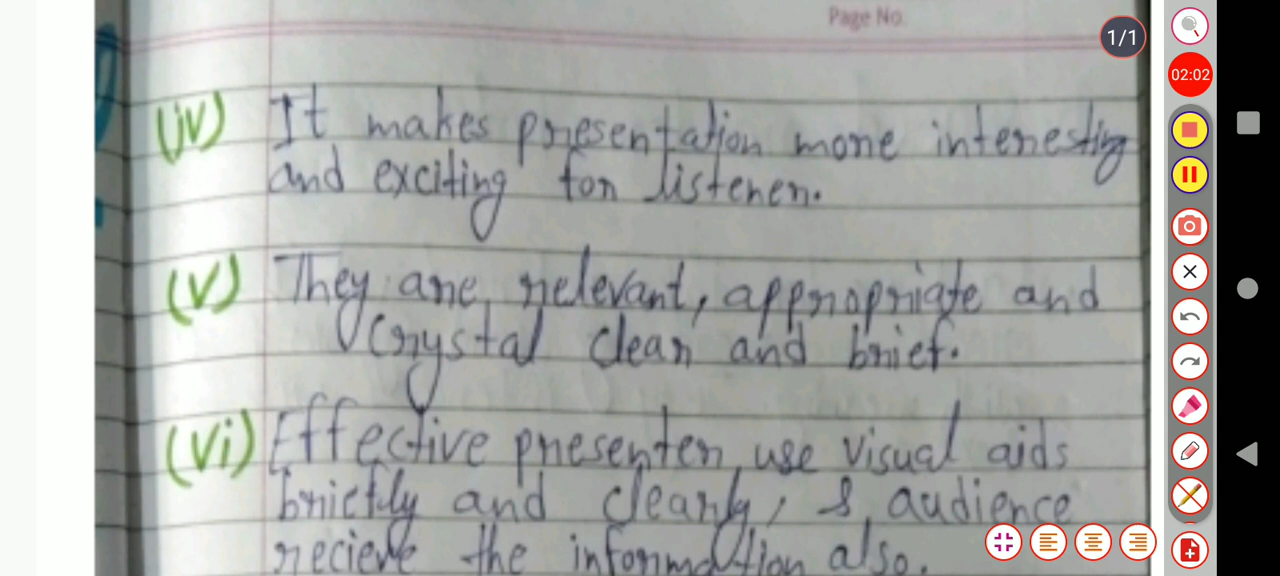 Page No.
1/1
02:02
(iv) It makes presentation more interesting
and exciting for listener.
(v) They are relevant, appropriate and
crystal clear and brief.
(vi) Effective presenter use visual aids
briefly and clearly, & audience
recieve the information also.